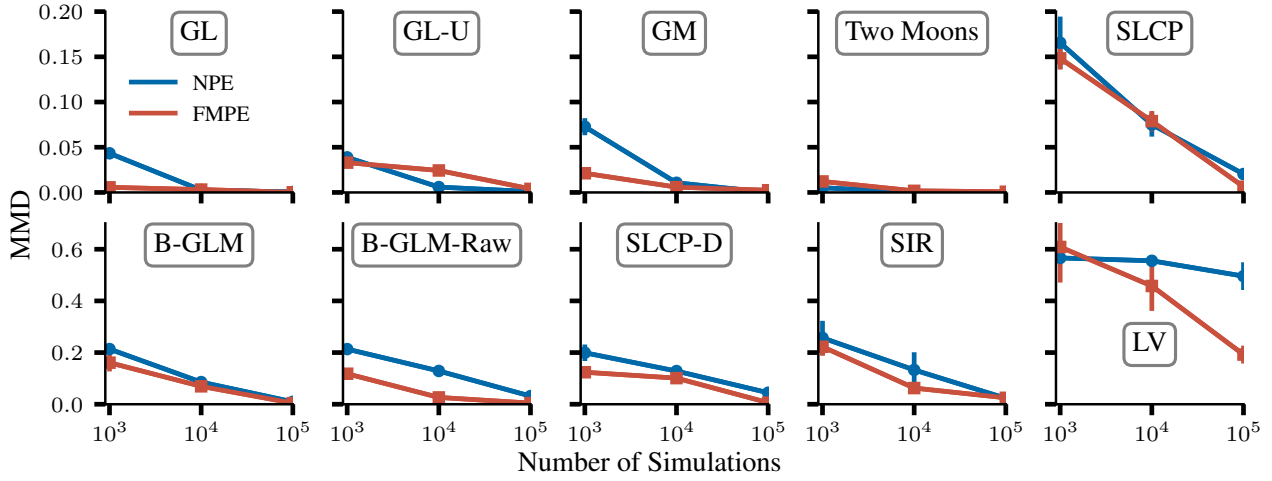 0.20
0.15
0.10
0.05
0.00
GL
NPE
FMPE
GL-U
GM
Two Moons
SLCP
MMD
0.6
0.4
0.2
0.0
B-GLM
B-GLM-Raw
SLCP-D
SIR
LV
10³ 10⁴ 10⁵ 10³ 10⁴ 10⁵ 10³ 10⁴ 10⁵ 10³ 10⁴ 10⁵ 10³ 10⁴ 10⁵
Number of Simulations